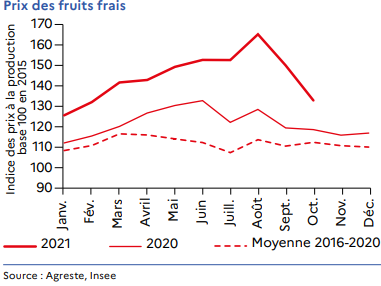 Prix des fruits frais
Indice des prix à la production
base 100 en 2015
170
160
150
140
130
120
110
100
90
Janv.
Fév.
Mars
Avril
Mai
Juin
Juill.
Août
Sept.
Oct.
Nov.
Déc.
2021
2020
Moyenne 2016-2020
Source : Agreste, Insee